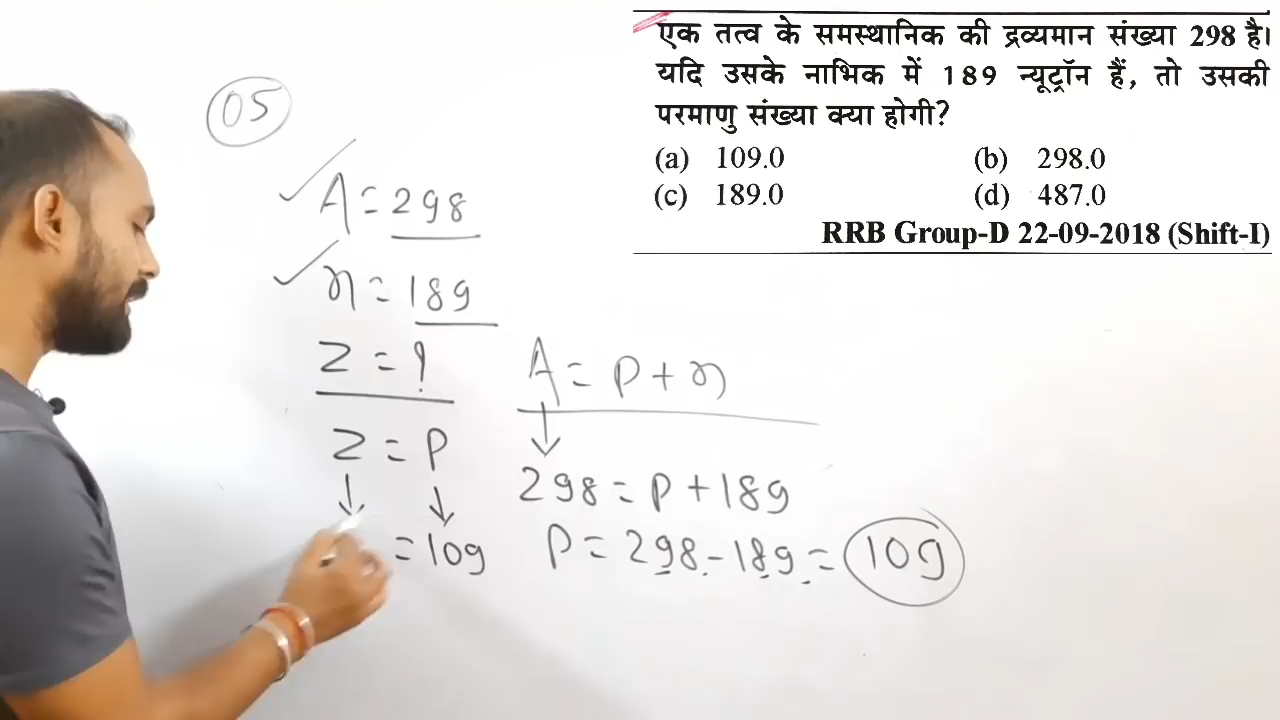 एक तत्व के समस्थानिक की द्रव्यमान संख्या 298 है।
यदि उसके नाभिक में 189 न्यूट्रॉन हैं, तो उसकी
परमाणु संख्या क्या होगी?
(a) 109.0 (b) 298.0
(c) 189.0 (d) 487.0
RRB Group-D 22-09-2018 (Shift-I)
05
A = 298
n = 189
Z = ?
A = P + n
Z = P
298 = P + 189
= 109
P = 298 - 189 = 109